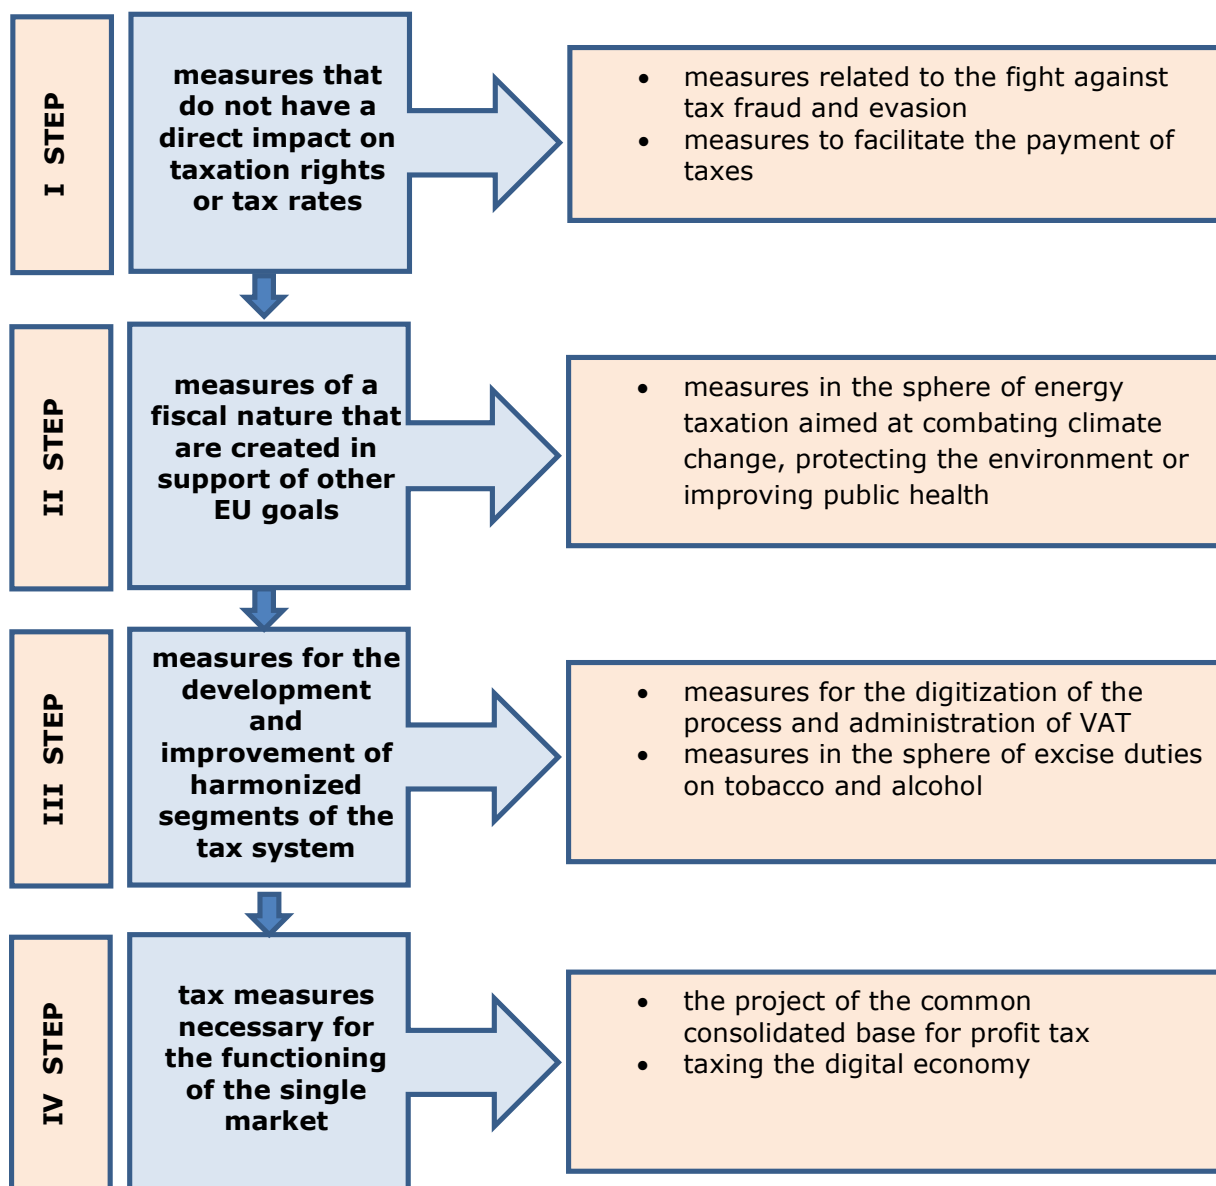 I STEP
measures that
do not have a
direct impact on
taxation rights
or tax rates
• measures related to the fight against
tax fraud and evasion
• measures to facilitate the payment of
taxes
II STEP
measures of a
fiscal nature that
are created in
support of other
EU goals
• measures in the sphere of energy
taxation aimed at combating climate
change, protecting the environment or
improving public health
III STEP
measures for the
development
and
improvement of
harmonized
segments of the
tax system
• measures for the digitization of the
process and administration of VAT
• measures in the sphere of excise duties
on tobacco and alcohol
IV STEP
tax measures
necessary for
the functioning
of the single
market
• the project of the common
consolidated base for profit tax
• taxing the digital economy